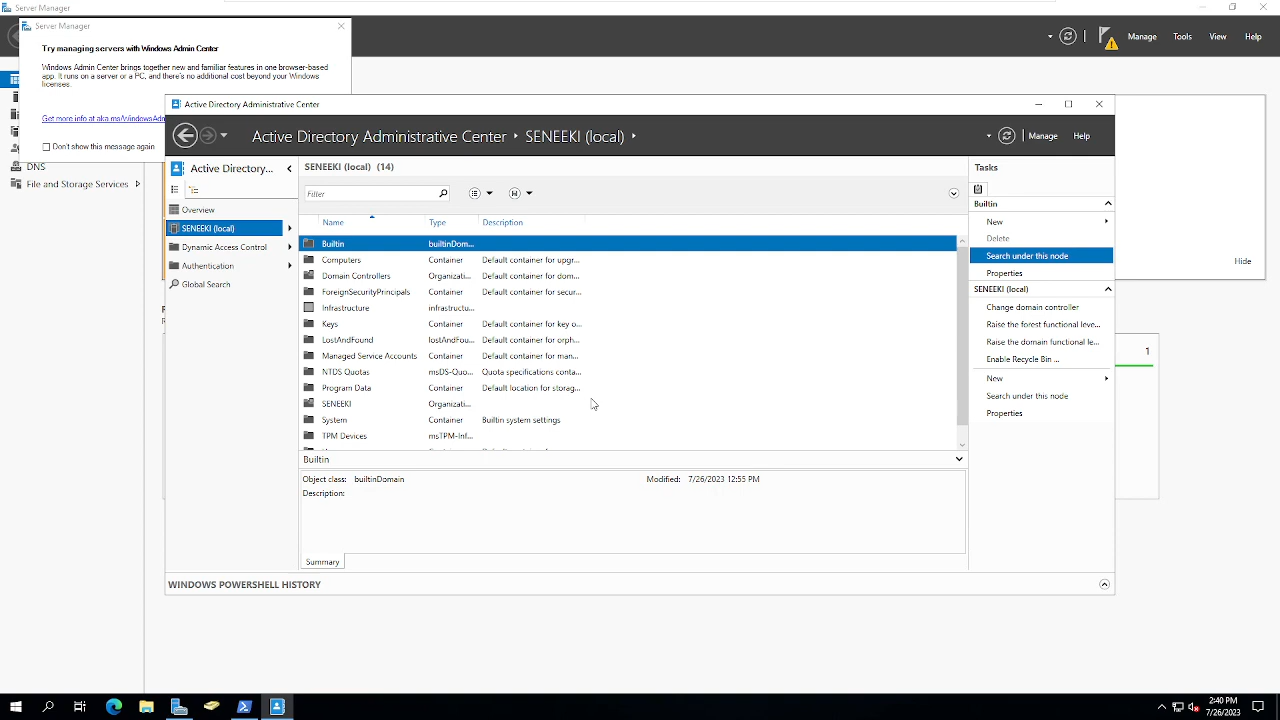 Server Manager
Server Manager
Try managing servers with Windows Admin Center
Windows Admin Center brings together new and familiar features in one browser-based
app. It runs on a server or a PC, and there's no additional cost beyond your Windows
licenses.
Get more info at aka.ms/WindowsAdm
Don't show this message again
Manage
Tools
View
Help
DNS
File and Storage Services
Hide
1
Active Directory Administrative Center
Active Directory Administrative Center • SENEEKI (local) •
Manage
Help
Active Directory...
Overview
SENEEKI (local)
Dynamic Access Control
Authentication
Global Search
SENEEKI (local) (14)
Filter
Name Type Description
Builtin builtinDom...
Computers Container Default container for upgr...
Domain Controllers Organizati... Default container for dom...
ForeignSecurityPrincipals Container Default container for secur...
Infrastructure infrastructu...
Keys Container Default container for key o...
LostAndFound lostAndFou... Default container for orph...
Managed Service Accounts Container Default container for man...
NTDS Quotas msDS-Quo... Quota specifications conta...
Program Data Container Default location for storag...
SENEEKI Organizati...
System Container Builtin system settings
TPM Devices msTPM-Inf...
Builtin
Object class: builtinDomain Modified: 7/26/2023 12:55 PM
Description:
Summary
WINDOWS POWERSHELL HISTORY
Tasks
Builtin
New
Delete
Search under this node
Properties
SENEEKI (local)
Change domain controller
Raise the forest functional leve...
Raise the domain functional le...
Enable Recycle Bin ...
New
Search under this node
Properties
2:40 PM
7/26/2023